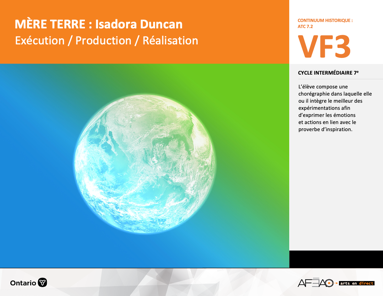 MÈRE TERRE : Isadora Duncan
Exécution / Production / Réalisation
CONTINUUM HISTORIQUE :
ATC.7.2
VF3
CYCLE INTERMÉDIAIRE 7e
L'élève compose une
chorégraphie dans laquelle elle
ou il intègre le meilleur des
expérimentations afin
d'exprimer les émotions
et actions en lien avec le
proverbe d'inspiration.
Ontario
AFEAO
arts en direct